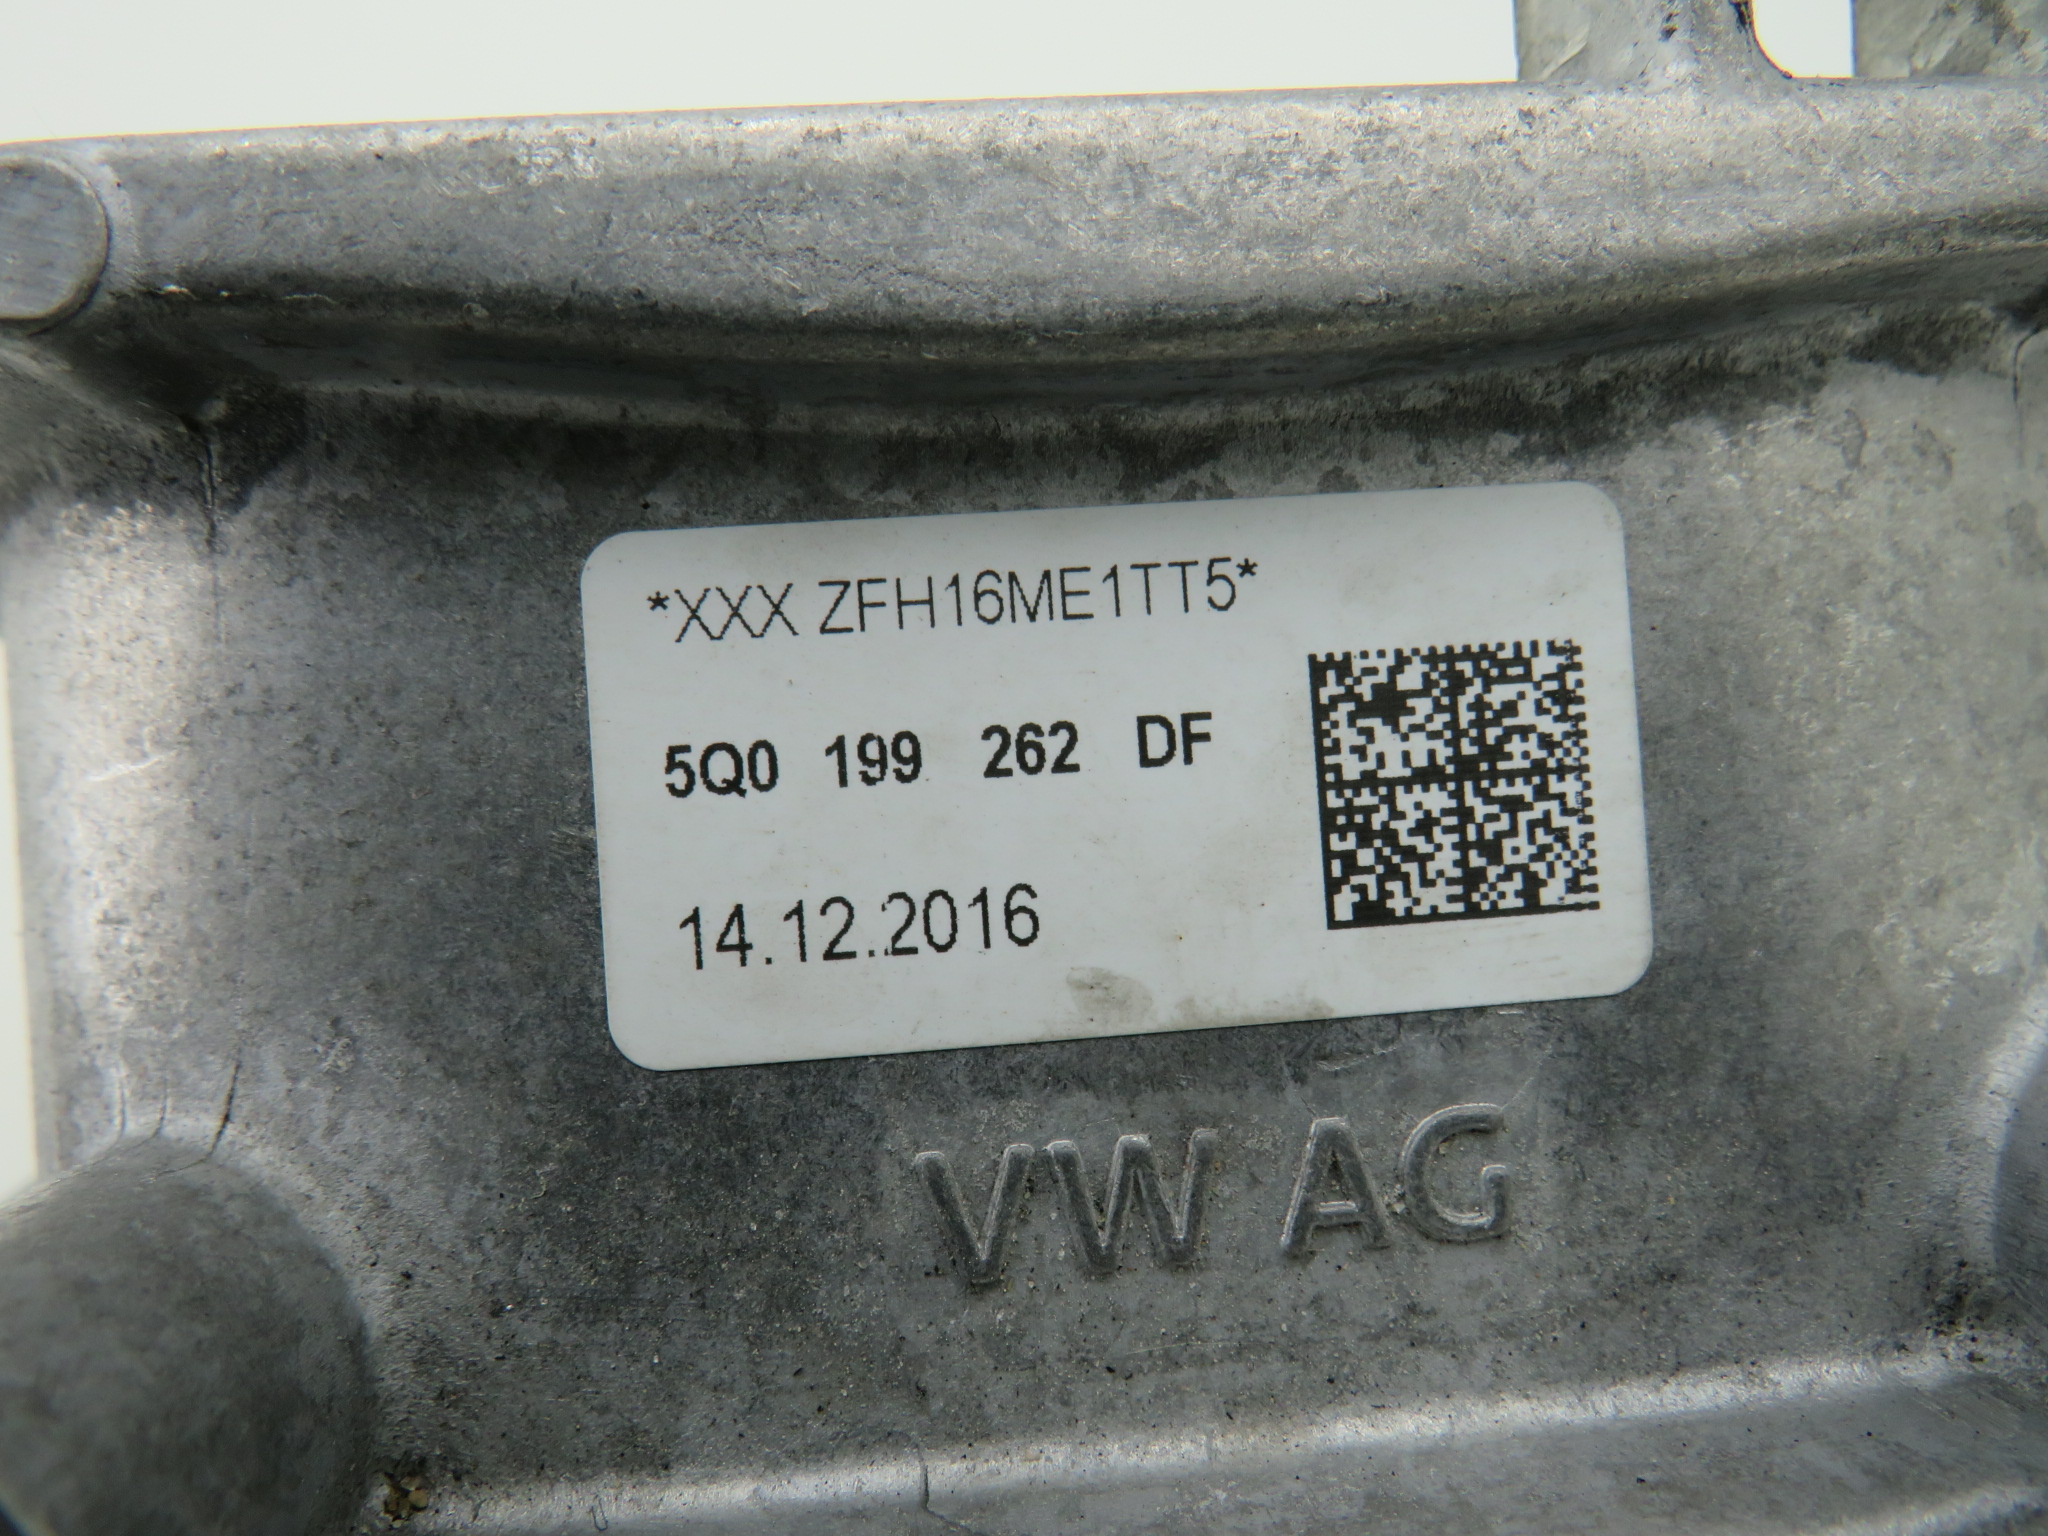 *XXX ZFH16ME1TT5*
5Q0 199 262 DF
14.12.2016
VW AG